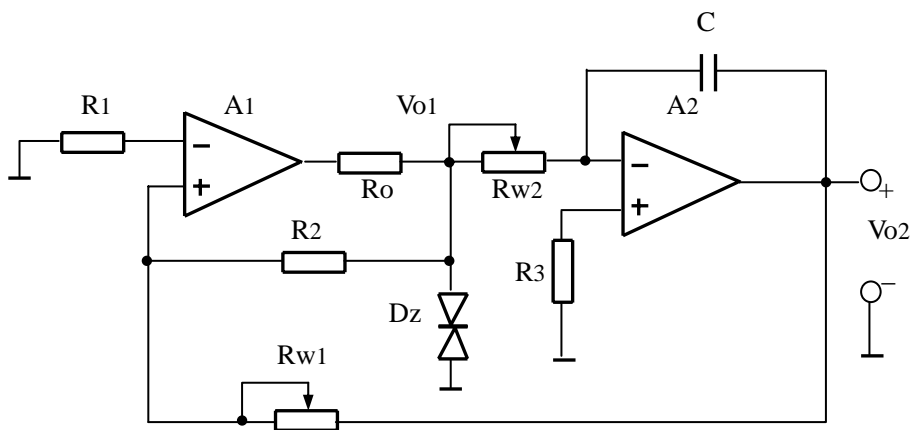 C
R1
A1
Vo1
A2
−
+
Ro
Rw2
−
+
+
R2
Vo2
R3
−
Dz
Rw1